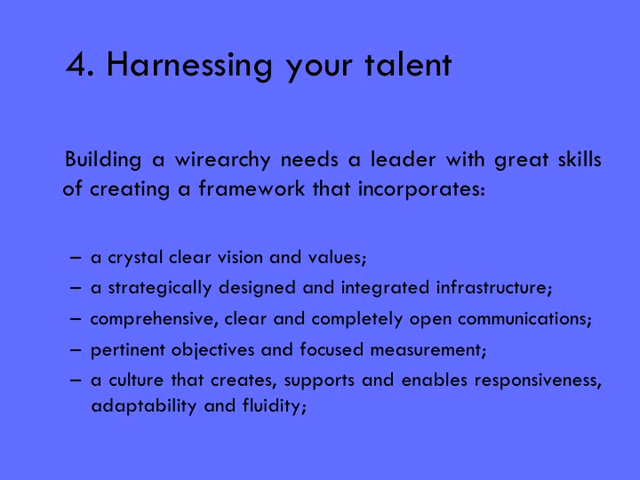 4. Harnessing your talent
Building a wirearchy needs a leader with great skills
of creating a framework that incorporates:
– a crystal clear vision and values;
– a strategically designed and integrated infrastructure;
– comprehensive, clear and completely open communications;
– pertinent objectives and focused measurement;
– a culture that creates, supports and enables responsiveness,
adaptability and fluidity;